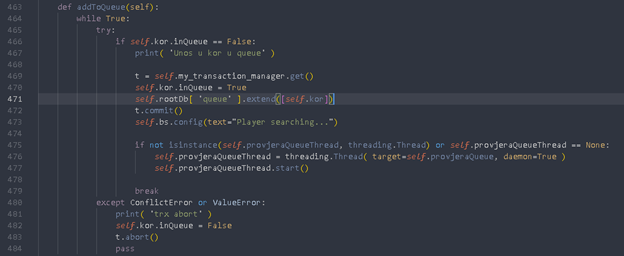 463 def addToQueue(self):
464 while True:
465 try:
466 if self.kor.inQueue == False:
467 print( 'Unos u kor u queue' )
468
469 t = self.my_transaction_manager.get()
470 self.kor.inQueue = True
471 self.rootDb[ 'queue' ].extend([self.kor])
472 t.commit()
473 self.bs.config(text="Player searching...")
474
475 if not isinstance(self.provjeraQueueThread, threading.Thread) or self.provjeraQueueThread == None:
476 self.provjeraQueueThread = threading.Thread( target=self.provjeraQueue, daemon=True )
477 self.provjeraQueueThread.start()
478
479 break
480 except ConflictError or ValueError:
481 print( 'trx abort' )
482 self.kor.inQueue = False
483 t.abort()
484 pass